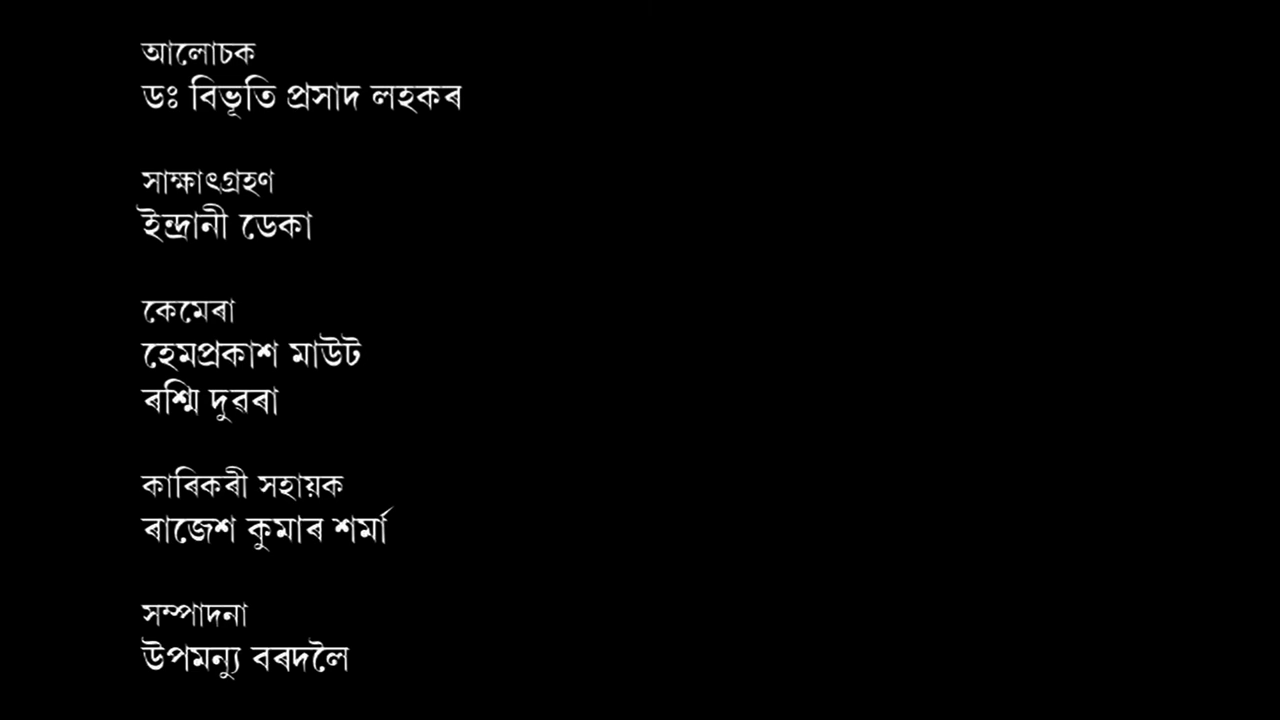 আলোচক
ডঃ বিভূতি প্ৰসাদ লহকৰ
সাক্ষাৎগ্ৰহণ
ইন্দ্ৰানী ডেকা
কেমেৰা
হেমপ্ৰকাশ মাউট
ৰশ্মি দুৱৰা
কাৰিকৰী সহায়ক
ৰাজেশ কুমাৰ শৰ্মা
সম্পাদনা
উপমন্যু বৰদলৈ